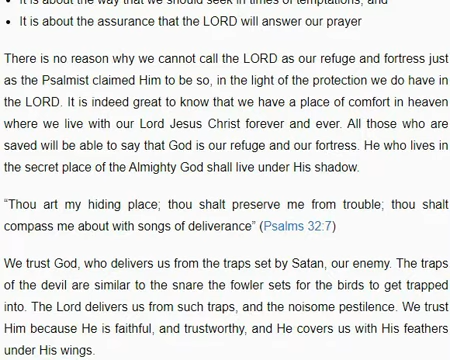 • It is about the way that we should seek in times of temptations, and
• It is about the assurance that the LORD will answer our prayer
There is no reason why we cannot call the LORD as our refuge and fortress just
as the Psalmist claimed Him to be so, in the light of the protection we do have in
the LORD. It is indeed great to know that we have a place of comfort in heaven
where we live with our Lord Jesus Christ forever and ever. All those who are
saved will be able to say that God is our refuge and our fortress. He who lives in
the secret place of the Almighty God shall live under His shadow.
“Thou art my hiding place; thou shalt preserve me from trouble; thou shalt
compass me about with songs of deliverance” (Psalms 32:7)
We trust God, who delivers us from the traps set by Satan, our enemy. The traps
of the devil are similar to the snare the fowler sets for the birds to get trapped
into. The Lord delivers us from such traps, and the noisome pestilence. We trust
Him because He is faithful, and trustworthy, and He covers us with His feathers
under His wings.